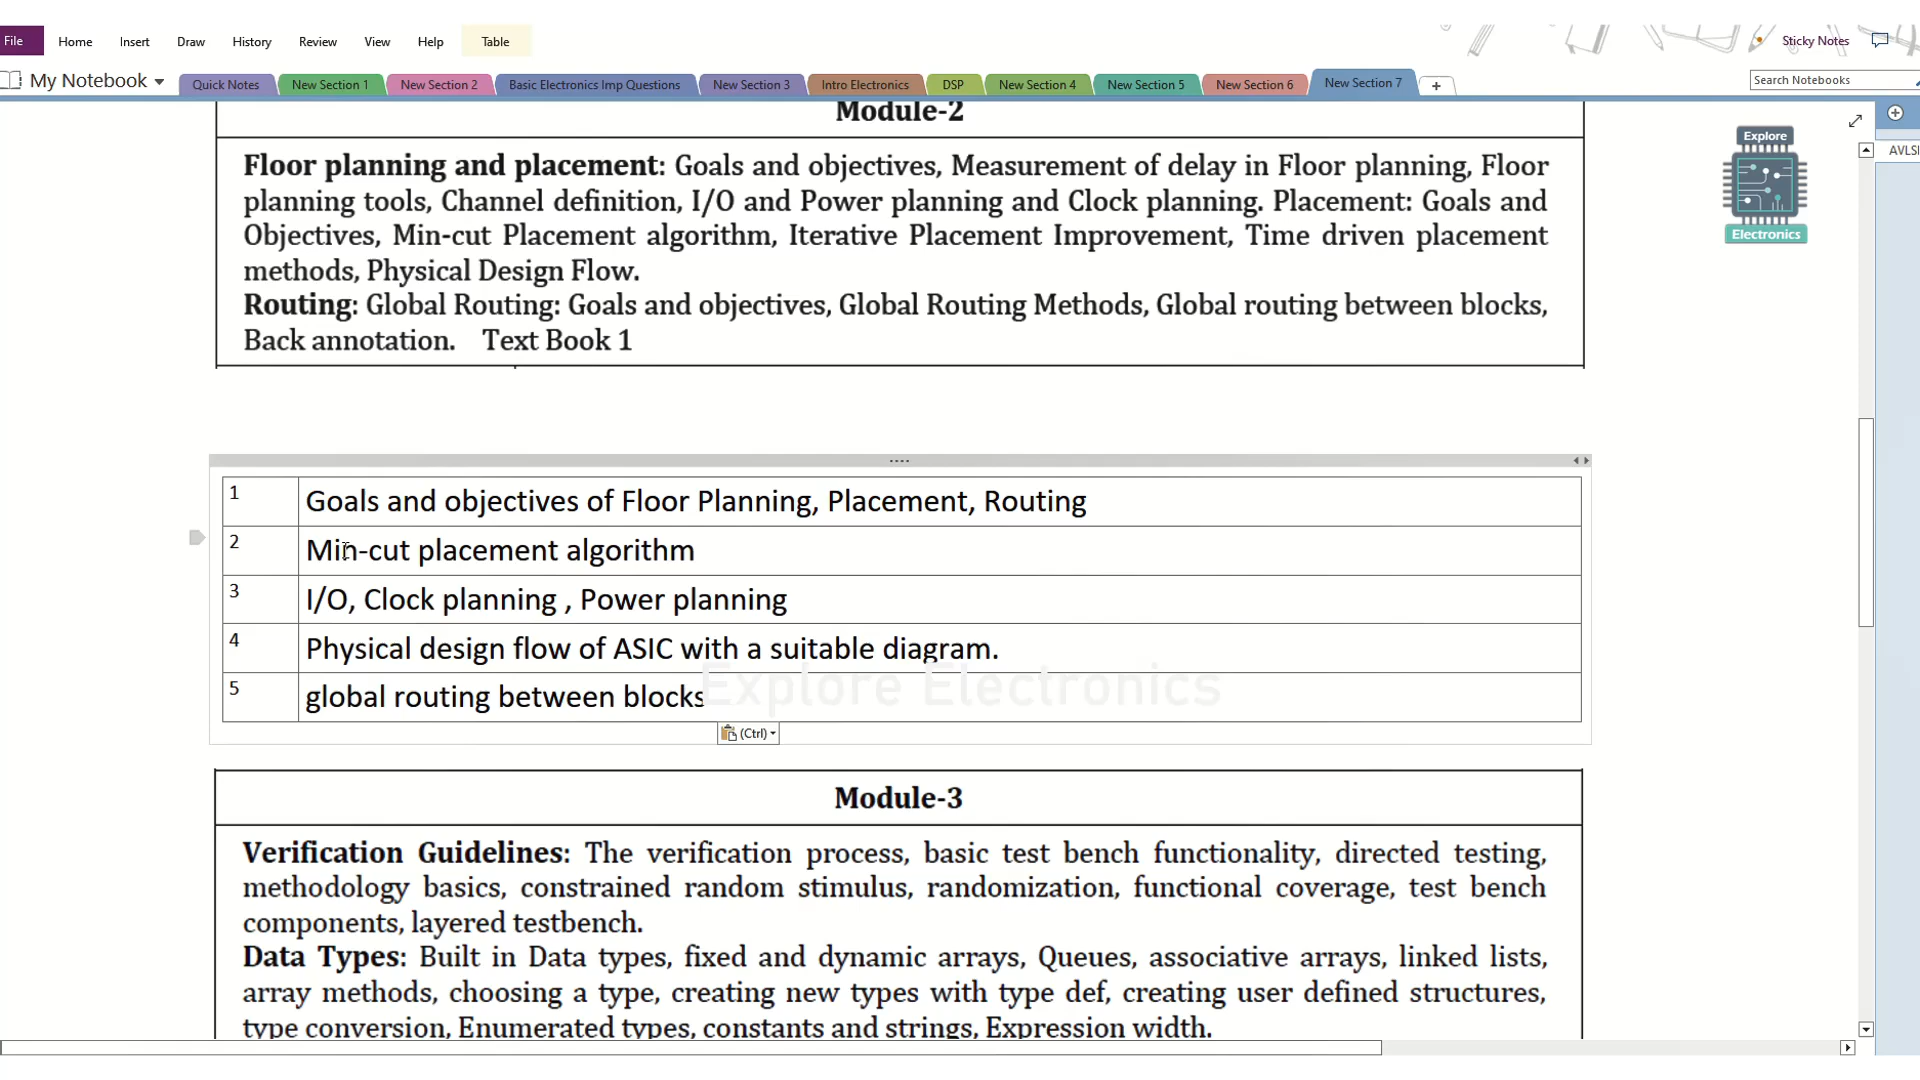 File Home Insert Draw History Review View Help Table Sticky Notes
My Notebook Quick Notes New Section 1 New Section 2 Basic Electronics Imp Questions New Section 3 Intro Electronics DSP New Section 4 New Section 5 New Section 6 New Section 7 + Search Notebooks
Module-2
Explore
Electronics
AVLSI
Floor planning and placement: Goals and objectives, Measurement of delay in Floor planning, Floor
planning tools, Channel definition, I/O and Power planning and Clock planning. Placement: Goals and
Objectives, Min-cut Placement algorithm, Iterative Placement Improvement, Time driven placement
methods, Physical Design Flow.
Routing: Global Routing: Goals and objectives, Global Routing Methods, Global routing between blocks,
Back annotation. Text Book 1
1 Goals and objectives of Floor Planning, Placement, Routing
2 Min-cut placement algorithm
3 I/O, Clock planning , Power planning
4 Physical design flow of ASIC with a suitable diagram.
5 global routing between blocks
Explore Electronics
(Ctrl)
Module-3
Verification Guidelines: The verification process, basic test bench functionality, directed testing,
methodology basics, constrained random stimulus, randomization, functional coverage, test bench
components, layered testbench.
Data Types: Built in Data types, fixed and dynamic arrays, Queues, associative arrays, linked lists,
array methods, choosing a type, creating new types with type def, creating user defined structures,
type conversion, Enumerated types, constants and strings, Expression width.